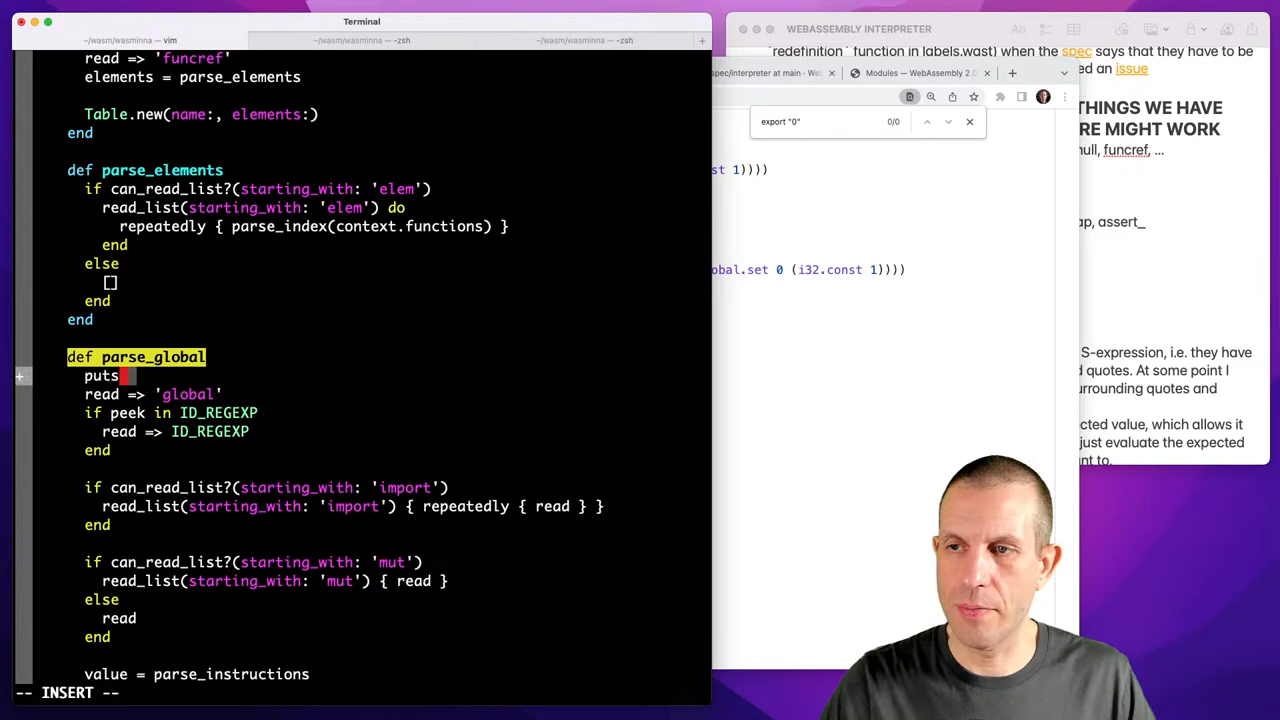 Terminal
~/wasm/wasminna — vim
~/wasm/wasminna — -zsh
~/wasm/wasminna — -zsh
+
read => 'funcref'
elements = parse_elements
Table.new(name:, elements:)
end
def parse_elements
if can_read_list?(starting_with: 'elem')
read_list(starting_with: 'elem') do
repeatedly { parse_index(context.functions) }
end
else
[]
end
end
def parse_global
+ puts
read => 'global'
if peek in ID_REGEXP
read => ID_REGEXP
end
if can_read_list?(starting_with: 'import')
read_list(starting_with: 'import') { repeatedly { read } }
end
if can_read_list?(starting_with: 'mut')
read_list(starting_with: 'mut') { read }
else
read
end
value = parse_instructions
-- INSERT --
WEBASSEMBLY INTERPRETER
`redefinition` function in labels.wast) when the spec says that they have to be
ed an issue
THINGS WE HAVE
RE MIGHT WORK
null, funcref, ...
ap, assert_
S-expression, i.e. they have
d quotes. At some point I
urrounding quotes and
cted value, which allows it
just evaluate the expected
ant to.
spec/interpreter at main · We
Modules — WebAssembly 2.0
export "0"
0/0
st 1))))
obal.set 0 (i32.const 1))))